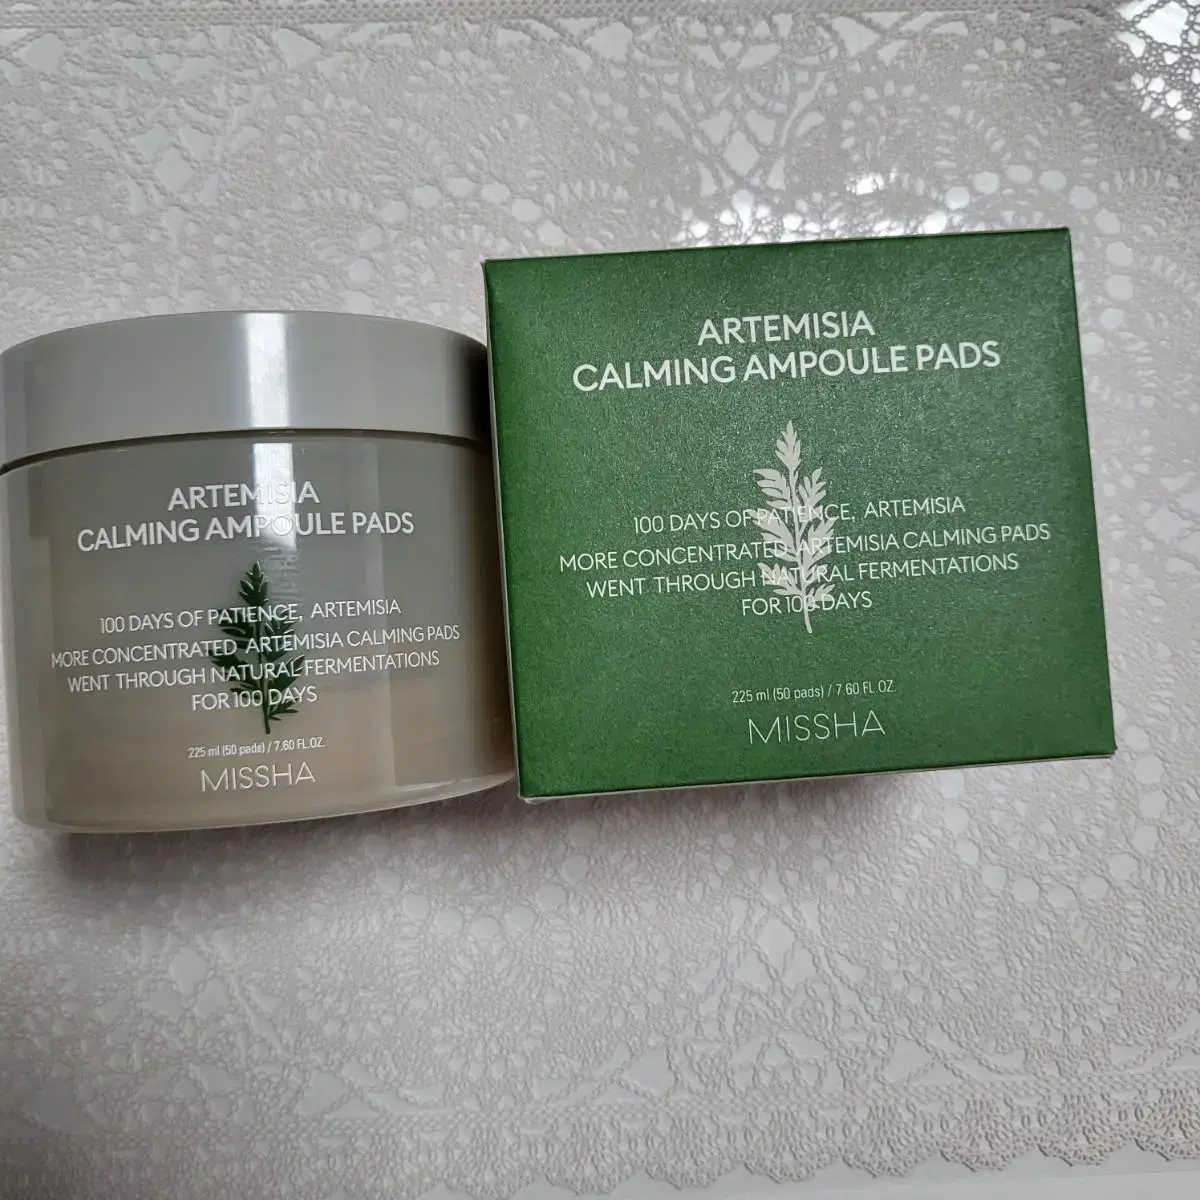 ARTEMISIA
CALMING AMPOULE PADS
100 DAYS OF PATIENCE, ARTEMISIA
MORE CONCENTRATED ARTEMISIA CALMING PADS
WENT THROUGH NATURAL FERMENTATIONS
FOR 100 DAYS
225 ml (50 pads) / 7.60 FL.OZ.
MISSHA
ARTEMISIA
CALMING AMPOULE PADS
100 DAYS OF PATIENCE, ARTEMISIA
MORE CONCENTRATED ARTEMISIA CALMING PADS
WENT THROUGH NATURAL FERMENTATIONS
FOR 100 DAYS
225 ml (50 pads) / 7.60 FL.OZ.
MISSHA